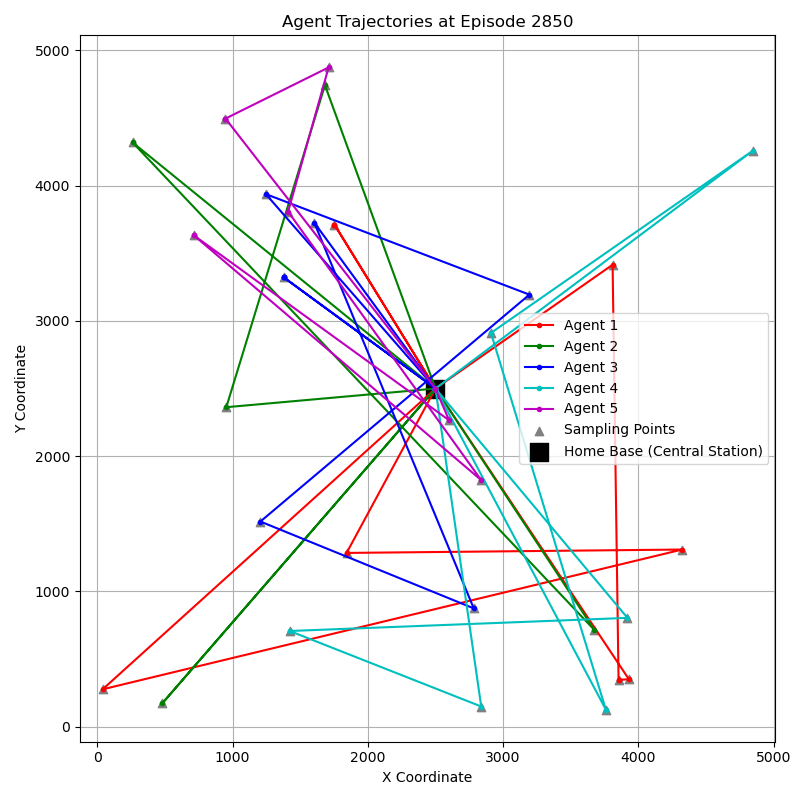 Agent Trajectories at Episode 2850
Y Coordinate
5000
4000
3000
2000
1000
0
Agent 1
Agent 2
Agent 3
Agent 4
Agent 5
Sampling Points
Home Base (Central Station)
0 1000 2000 3000 4000 5000
X Coordinate